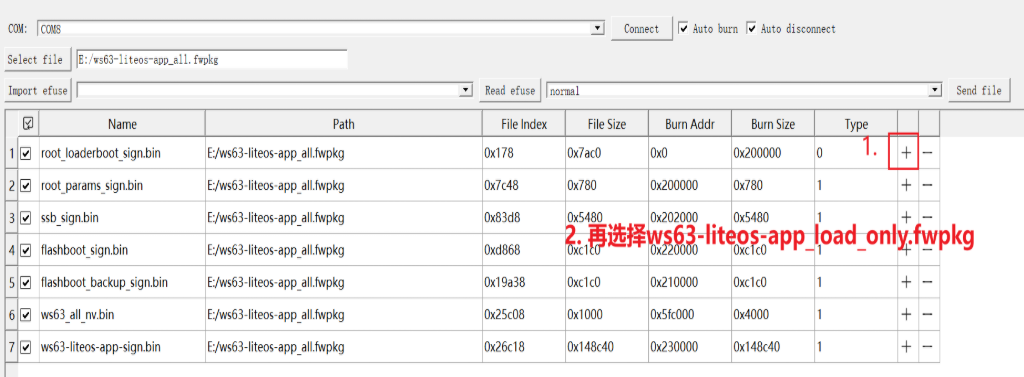 COM: COM8 Connect Auto burn Auto disconnect
Select file E:/ws63-liteos-app_all.fwpkg
Import efuse Read efuse normal Send file
Name Path File Index File Size Burn Addr Burn Size Type
1 root_loaderboot_sign.bin E:/ws63-liteos-app_all.fwpkg 0x178 0x7ac0 0x0 0x200000 0 1. + −
2 root_params_sign.bin E:/ws63-liteos-app_all.fwpkg 0x7c48 0x780 0x200000 0x780 1 + −
3 ssb_sign.bin E:/ws63-liteos-app_all.fwpkg 0x83d8 0x5480 0x202000 0x5480 1 + −
2. 再选择ws63-liteos-app_load_only.fwpkg
4 flashboot_sign.bin E:/ws63-liteos-app_all.fwpkg 0xd868 0xc1c0 0x220000 0xc1c0 1 + −
5 flashboot_backup_sign.bin E:/ws63-liteos-app_all.fwpkg 0x19a38 0xc1c0 0x210000 0xc1c0 1 + −
6 ws63_all_nv.bin E:/ws63-liteos-app_all.fwpkg 0x25c08 0x1000 0x5fc000 0x4000 1 + −
7 ws63-liteos-app-sign.bin E:/ws63-liteos-app_all.fwpkg 0x26c18 0x148c40 0x230000 0x148c40 1 + −